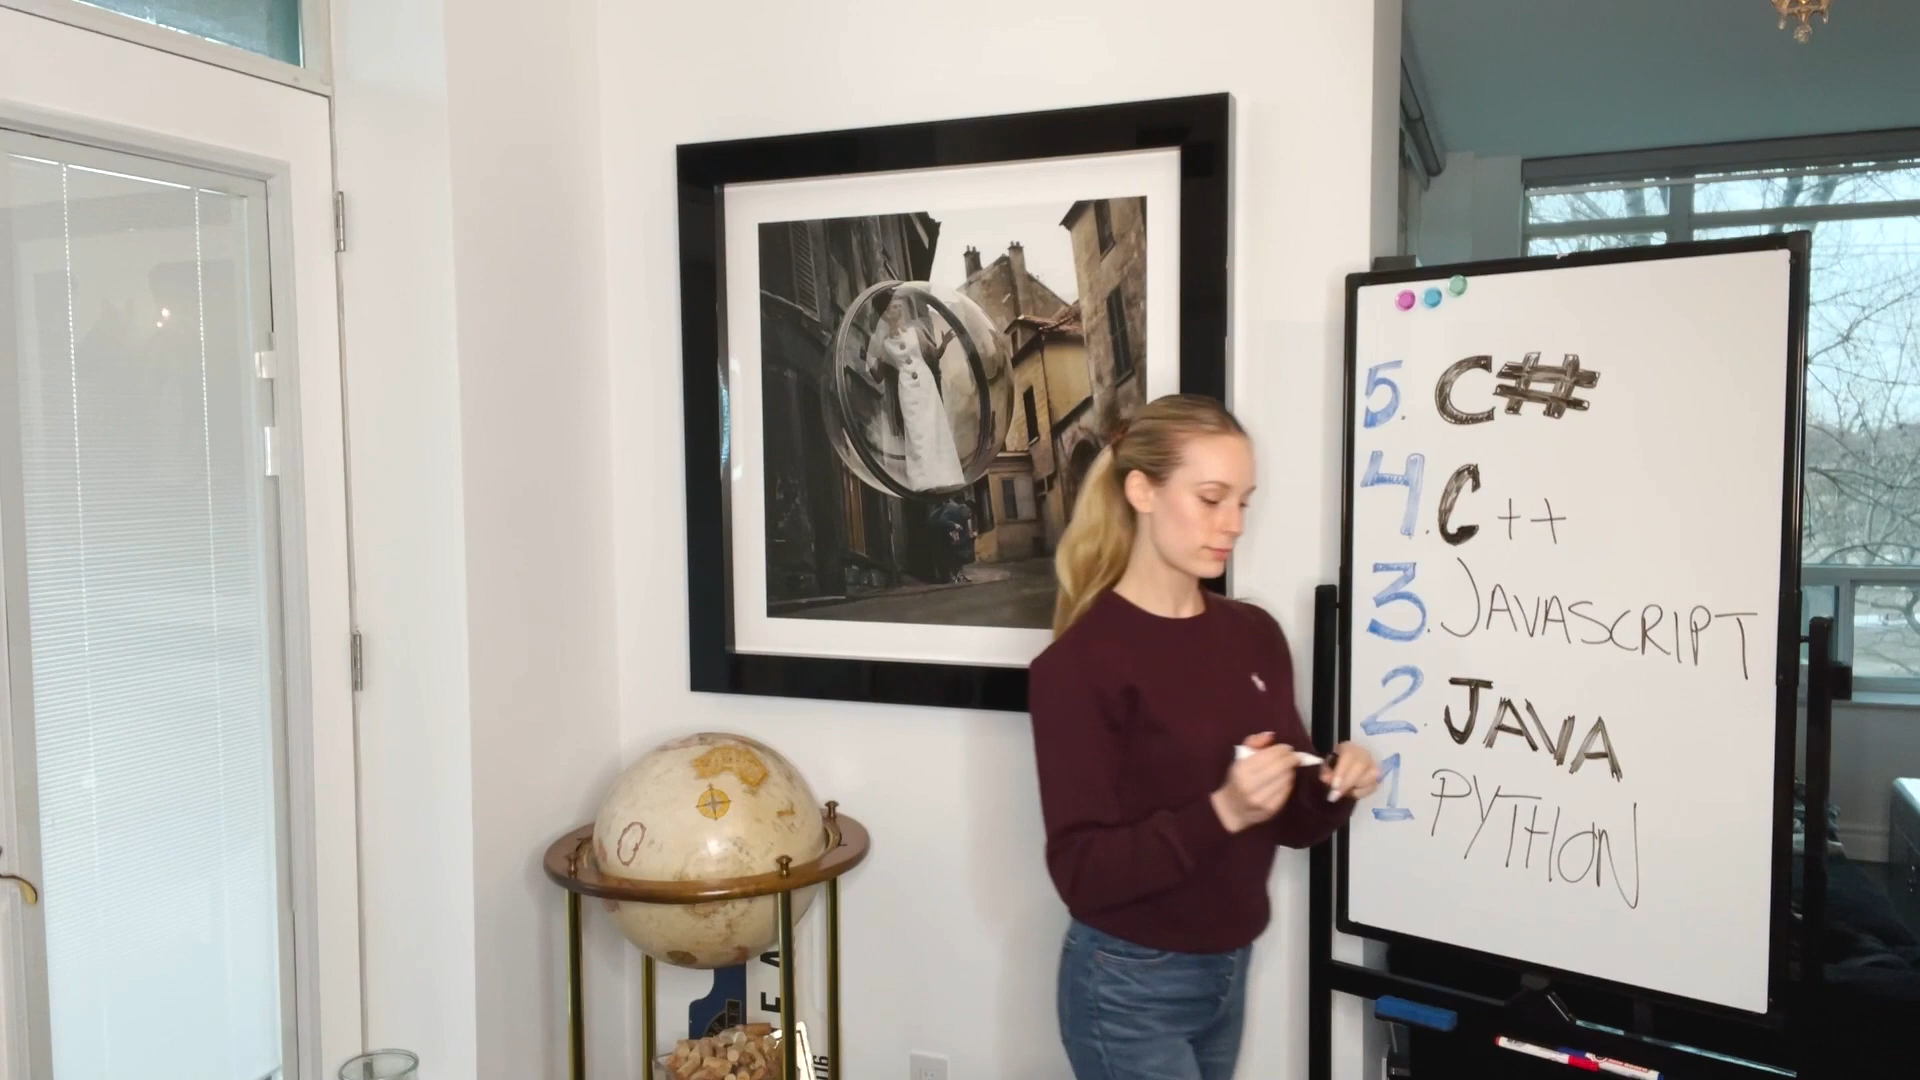 5. C#
4. C++
3. JAVASCRIPT
2. JAVA
1 PYTHON